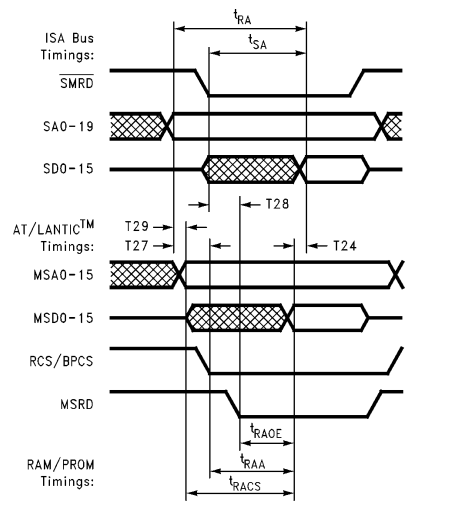 tRA
ISA Bus
Timings:
tSA
SMRD
SA0-19
SD0-15
T28
AT/LANTIC™
T29
Timings:
T27
T24
MSA0-15
MSD0-15
RCS/BPCS
MSRD
tRAOE
RAM/PROM
tRAA
Timings:
tRACS